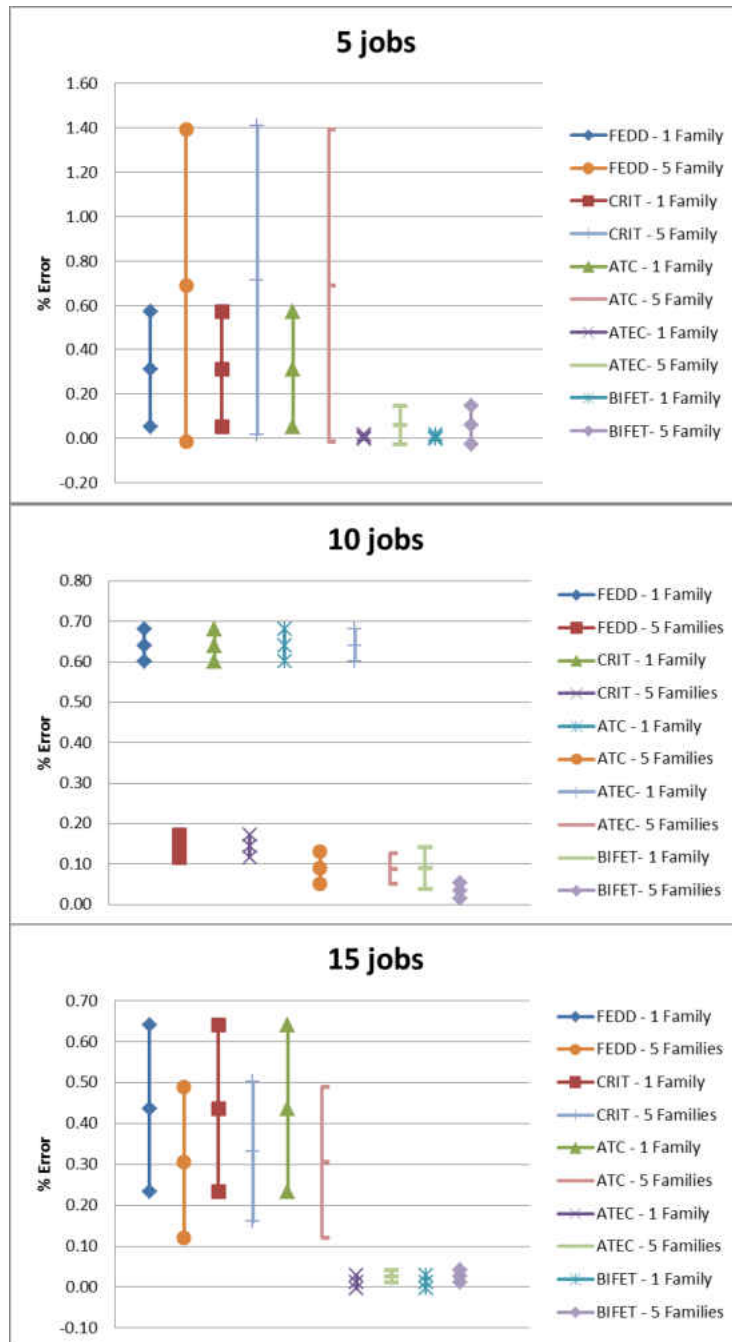 5 jobs
1.60
1.40
1.20
1.00
0.80
0.60
0.40
0.20
0.00
-0.20
% Error
FEDD - 1 Family
FEDD - 5 Family
CRIT - 1 Family
CRIT - 5 Family
ATC - 1 Family
ATC - 5 Family
ATEC- 1 Family
ATEC- 5 Family
BIFET- 1 Family
BIFET- 5 Family
10 jobs
0.80
0.70
0.60
0.50
0.40
0.30
0.20
0.10
0.00
% Error
FEDD - 1 Family
FEDD - 5 Families
CRIT - 1 Family
CRIT - 5 Families
ATC - 1 Family
ATC - 5 Families
ATEC- 1 Family
ATEC- 5 Families
BIFET- 1 Family
BIFET- 5 Families
15 jobs
0.70
0.60
0.50
0.40
0.30
0.20
0.10
0.00
-0.10
% Error
FEDD - 1 Family
FEDD - 5 Families
CRIT - 1 Family
CRIT - 5 Families
ATC - 1 Family
ATC - 5 Families
ATEC - 1 Family
ATEC - 5 Families
BIFET - 1 Family
BIFET - 5 Families